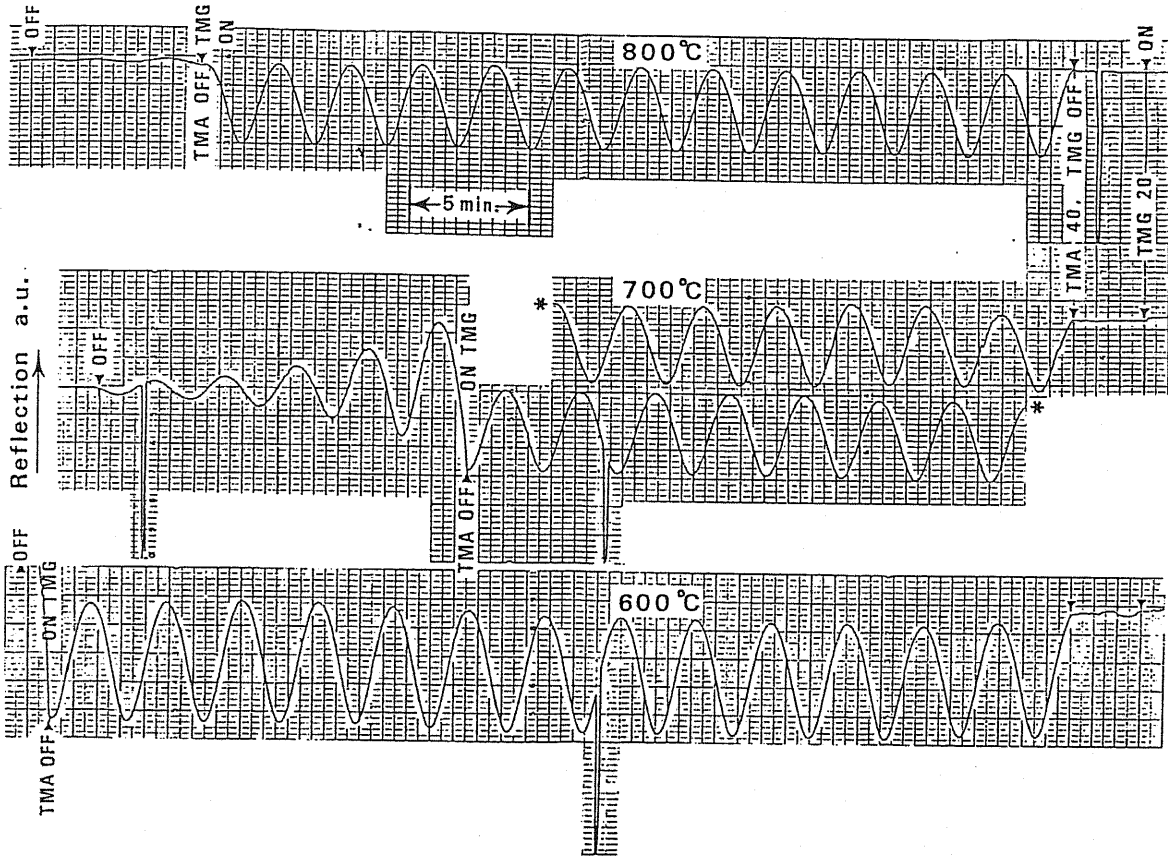 OFF
TMA OFF TMG
ON
800°C
5 min.
TMA 40, TMG OFF
TMG 20 ON
Reflection a.u.
OFF
ON TMG
TMA OFF
*
700°C
*
OFF
ON TMG
TMA OFF
600°C